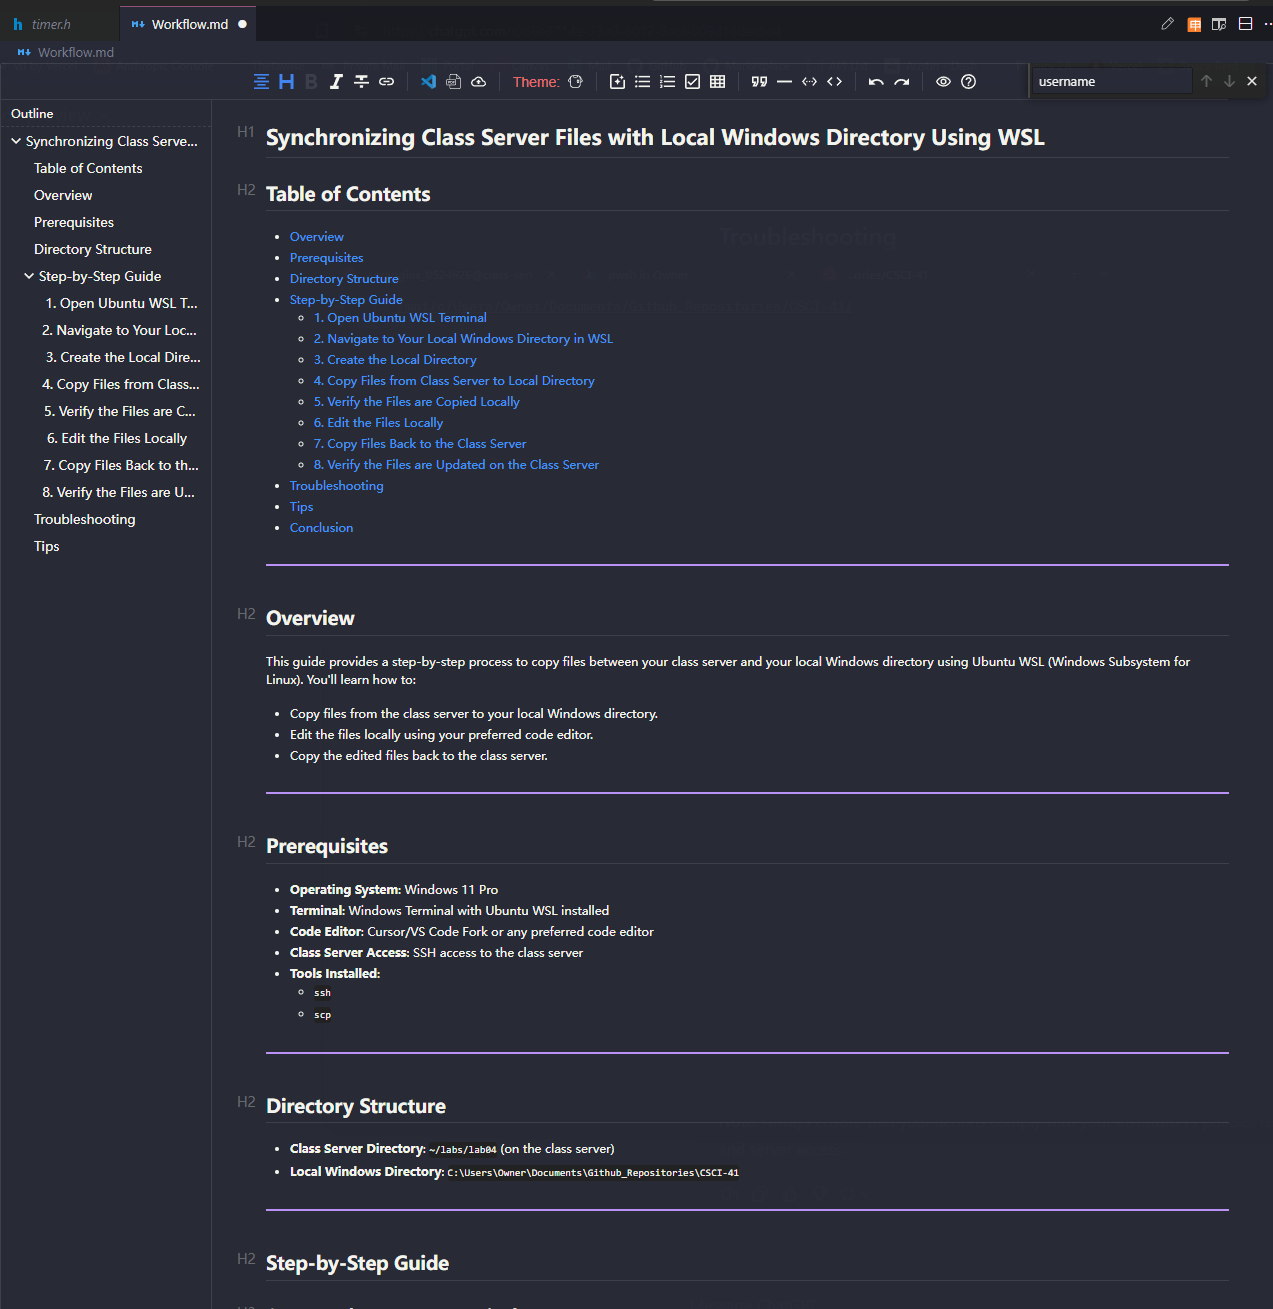 timer.h
Workflow.md
Workflow.md
Theme:
username
Outline
Synchronizing Class Serve...
Table of Contents
Overview
Prerequisites
Directory Structure
Step-by-Step Guide
1. Open Ubuntu WSL T...
2. Navigate to Your Loc...
3. Create the Local Dire...
4. Copy Files from Class...
5. Verify the Files are C...
6. Edit the Files Locally
7. Copy Files Back to th...
8. Verify the Files are U...
Troubleshooting
Tips
H1 Synchronizing Class Server Files with Local Windows Directory Using WSL
H2 Table of Contents
• Overview
• Prerequisites
• Directory Structure
• Step-by-Step Guide
◦ 1. Open Ubuntu WSL Terminal
◦ 2. Navigate to Your Local Windows Directory in WSL
◦ 3. Create the Local Directory
◦ 4. Copy Files from Class Server to Local Directory
◦ 5. Verify the Files are Copied Locally
◦ 6. Edit the Files Locally
◦ 7. Copy Files Back to the Class Server
◦ 8. Verify the Files are Updated on the Class Server
• Troubleshooting
• Tips
• Conclusion
Troubleshooting
H2 Overview
This guide provides a step-by-step process to copy files between your class server and your local Windows directory using Ubuntu WSL (Windows Subsystem for
Linux). You'll learn how to:
• Copy files from the class server to your local Windows directory.
• Edit the files locally using your preferred code editor.
• Copy the edited files back to the class server.
H2 Prerequisites
• Operating System: Windows 11 Pro
• Terminal: Windows Terminal with Ubuntu WSL installed
• Code Editor: Cursor/VS Code Fork or any preferred code editor
• Class Server Access: SSH access to the class server
• Tools Installed:
◦ ssh
◦ scp
H2 Directory Structure
• Class Server Directory: ~/labs/lab04 (on the class server)
• Local Windows Directory: C:\Users\Owner\Documents\Github_Repositories\CSCI-41
H2 Step-by-Step Guide